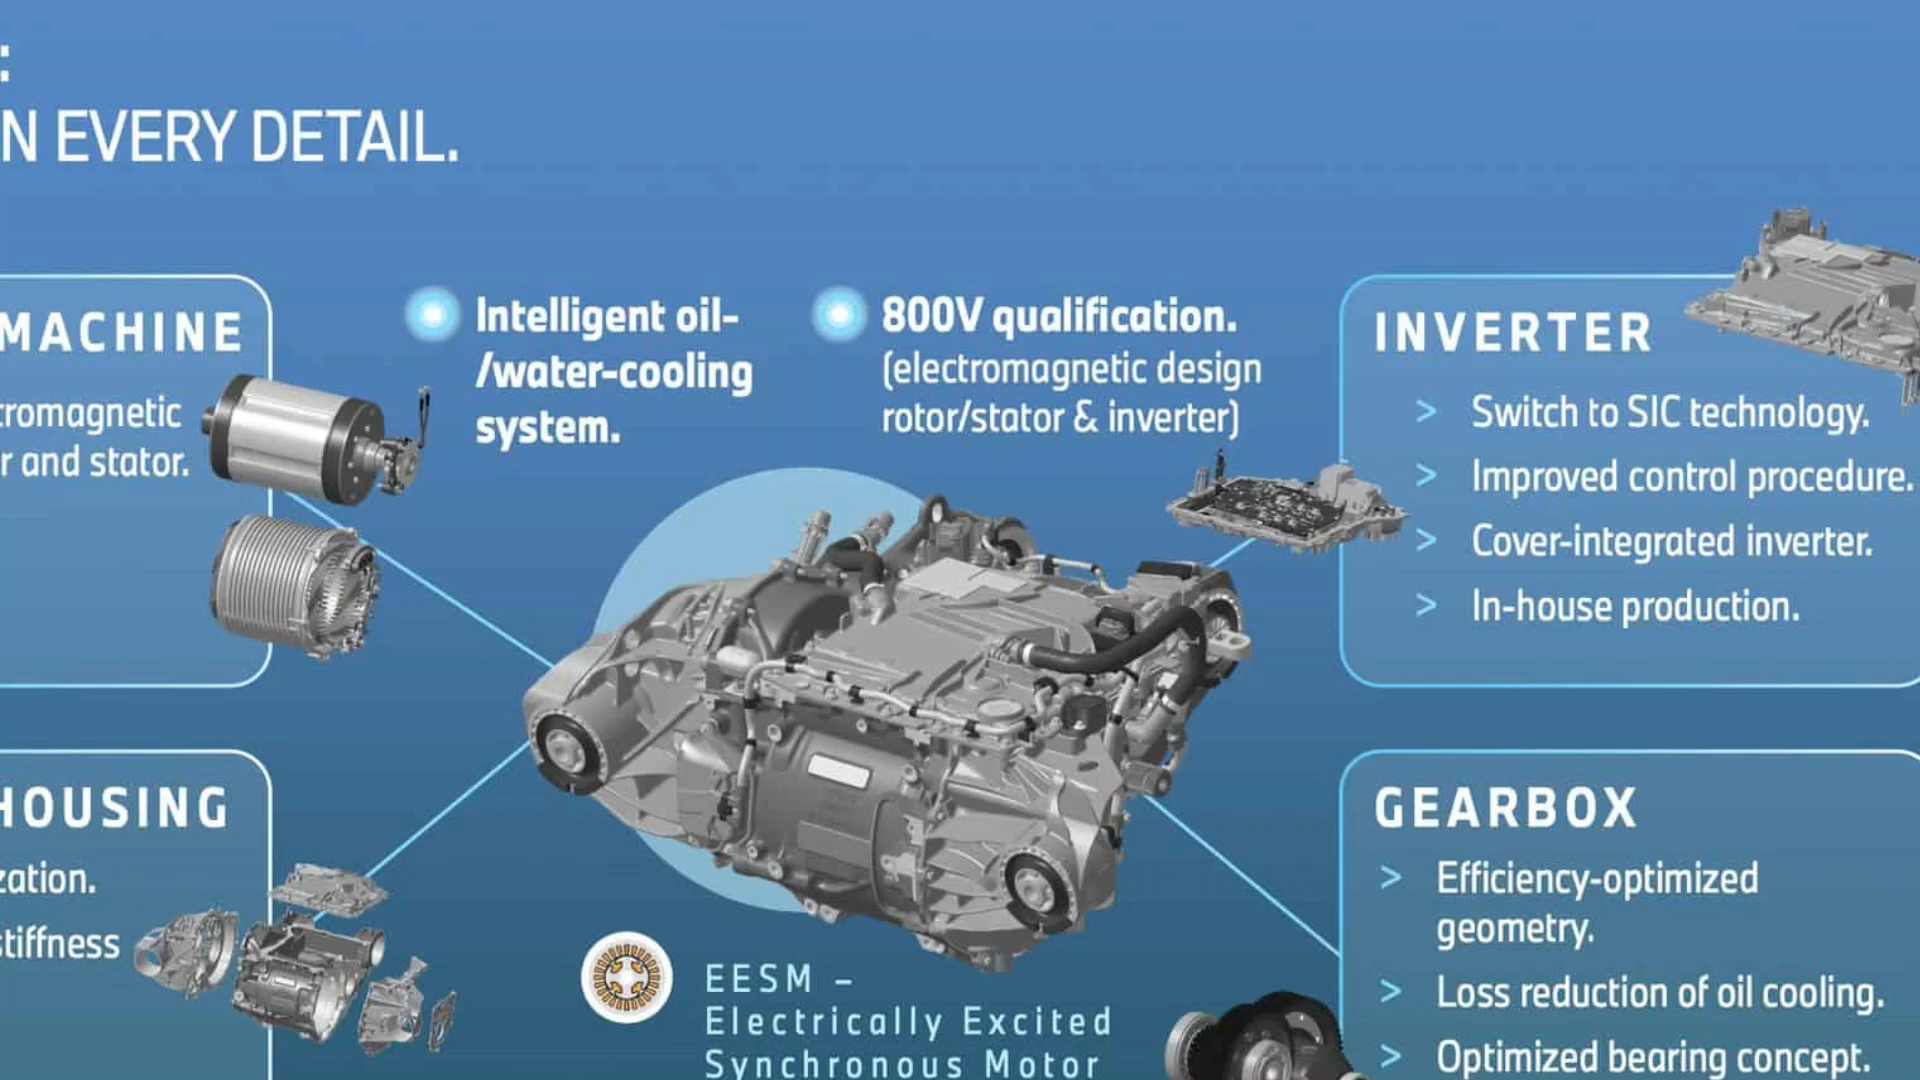 :
N EVERY DETAIL.
MACHINE
tromagnetic
r and stator.
Intelligent oil-
/water-cooling
system.
800V qualification.
(electromagnetic design
rotor/stator & inverter)
INVERTER
> Switch to SIC technology.
> Improved control procedure.
> Cover-integrated inverter.
> In-house production.
HOUSING
zation.
stiffness
EESM –
Electrically Excited
Synchronous Motor
GEARBOX
> Efficiency-optimized
geometry.
> Loss reduction of oil cooling.
> Optimized bearing concept.